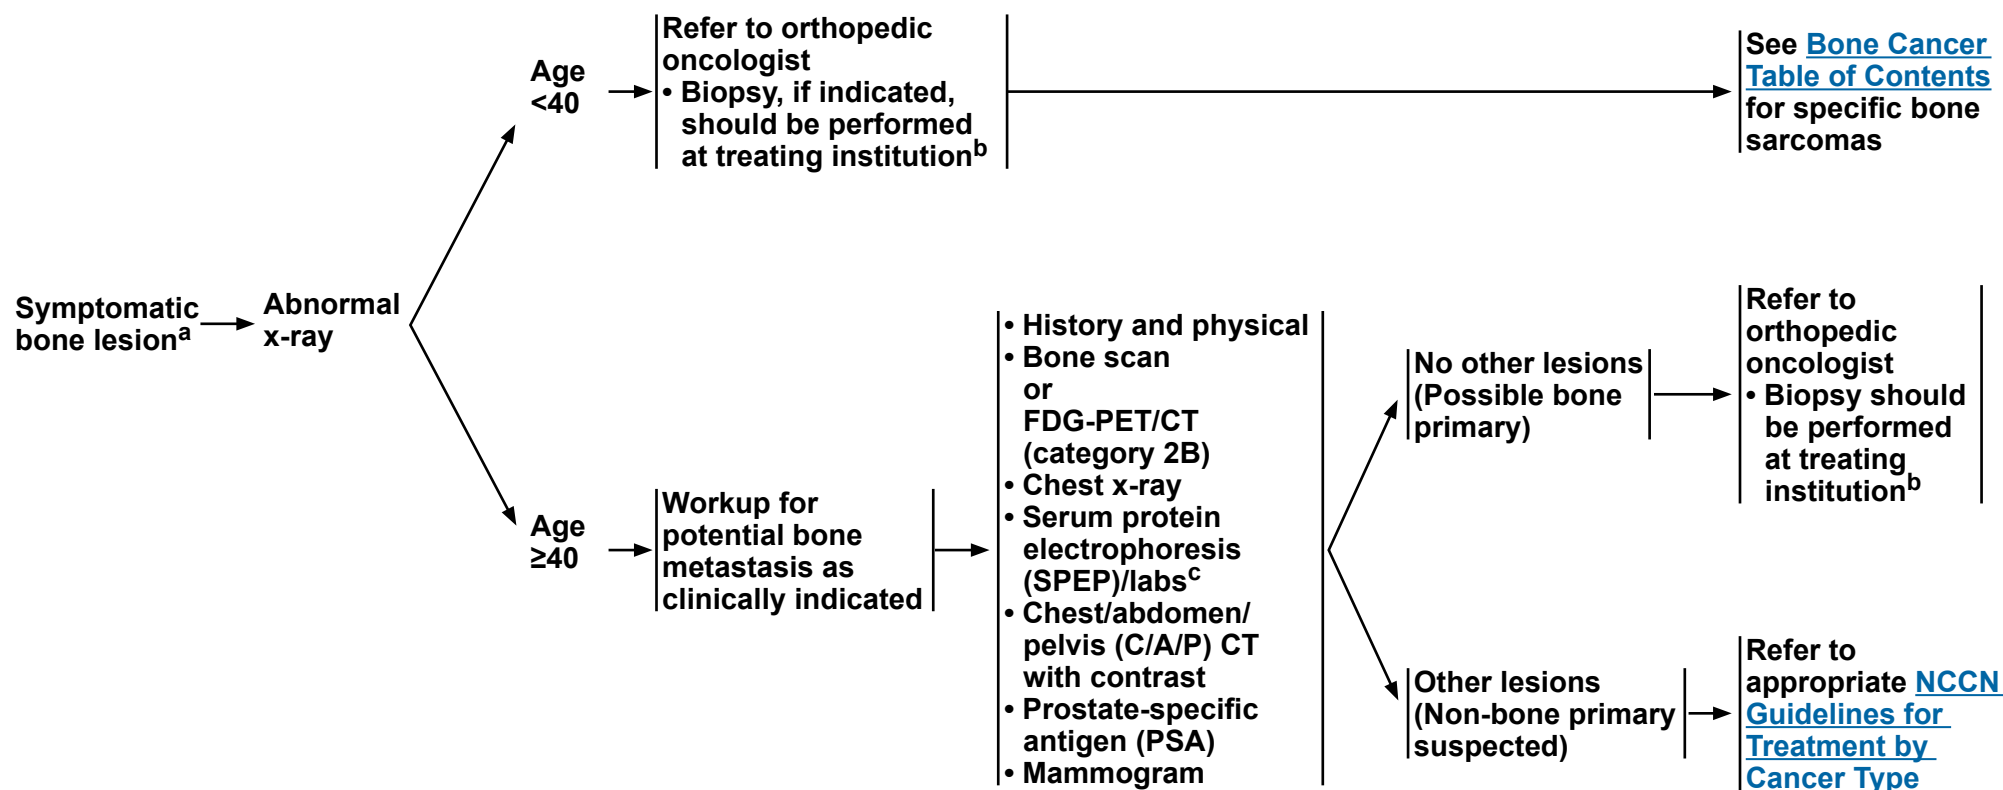 Symptomatic
bone lesionᵃ
Abnormal
x-ray
Age
<40
Refer to orthopedic
oncologist
• Biopsy, if indicated,
should be performed
at treating institutionᵇ
See Bone Cancer
Table of Contents
for specific bone
sarcomas
Age
≥40
Workup for
potential bone
metastasis as
clinically indicated
• History and physical
• Bone scan
or
FDG-PET/CT
(category 2B)
• Chest x-ray
• Serum protein
electrophoresis
(SPEP)/labsᶜ
• Chest/abdomen/
pelvis (C/A/P) CT
with contrast
• Prostate-specific
antigen (PSA)
• Mammogram
No other lesions
(Possible bone
primary)
Refer to
orthopedic
oncologist
• Biopsy should
be performed
at treating
institutionᵇ
Other lesions
(Non-bone primary
suspected)
Refer to
appropriate NCCN
Guidelines for
Treatment by
Cancer Type